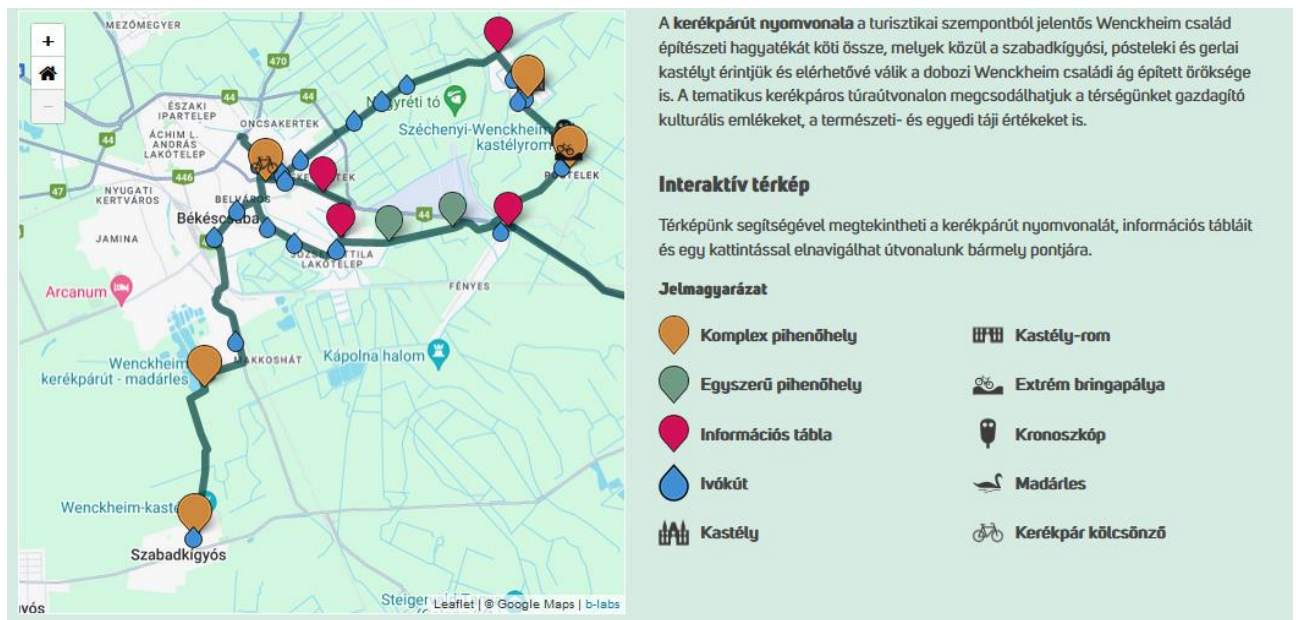 MEZŐMEGYER
+
−
470
44
44
ÉSZAKI
IPARTELEP
ONCSAKERTEK
tó
Széchenyi-Wenckheim
kastélyrom
44
ÁCHIM L.
ANDRÁS
LAKÓTELEP
446
47
NYUGATI
KERTVÁROS
Békéscsaba
44
JAMINA
LAKÓTELEP
FÉNYES
Arcanum
Wenckheim
kerékpárút - madárles
Kápolna halom
Wenckheim-kast
Szabadkígyós
Steiger
Leaflet | © Google Maps | b-labs
A kerékpárút nyomvonala a turisztikai szempontból jelentős Wenckheim család
építészeti hagyatékát köti össze, melyek közül a szabadkígyósi, pósteleki és gerlai
kastélyt érintjük és elérhetővé válik a dobozi Wenckheim családi ág épített öröksége
is. A tematikus kerékpáros túraútvonalon megcsodálhatjuk a térségünket gazdagító
kulturális emlékeket, a természeti- és egyedi táji értékeket is.
Interaktív térkép
Térképünk segítségével megtekintheti a kerékpárút nyomvonalát, információs tábláit
és egy kattintással elnavigálhat útvonalunk bármely pontjára.
Jelmagyarázat
Komplex pihenőhely
Kastély-rom
Egyszerű pihenőhely
Extrém bringapálya
Információs tábla
Kronoszkóp
Ivókút
Madárles
Kastély
Kerékpár kölcsönző